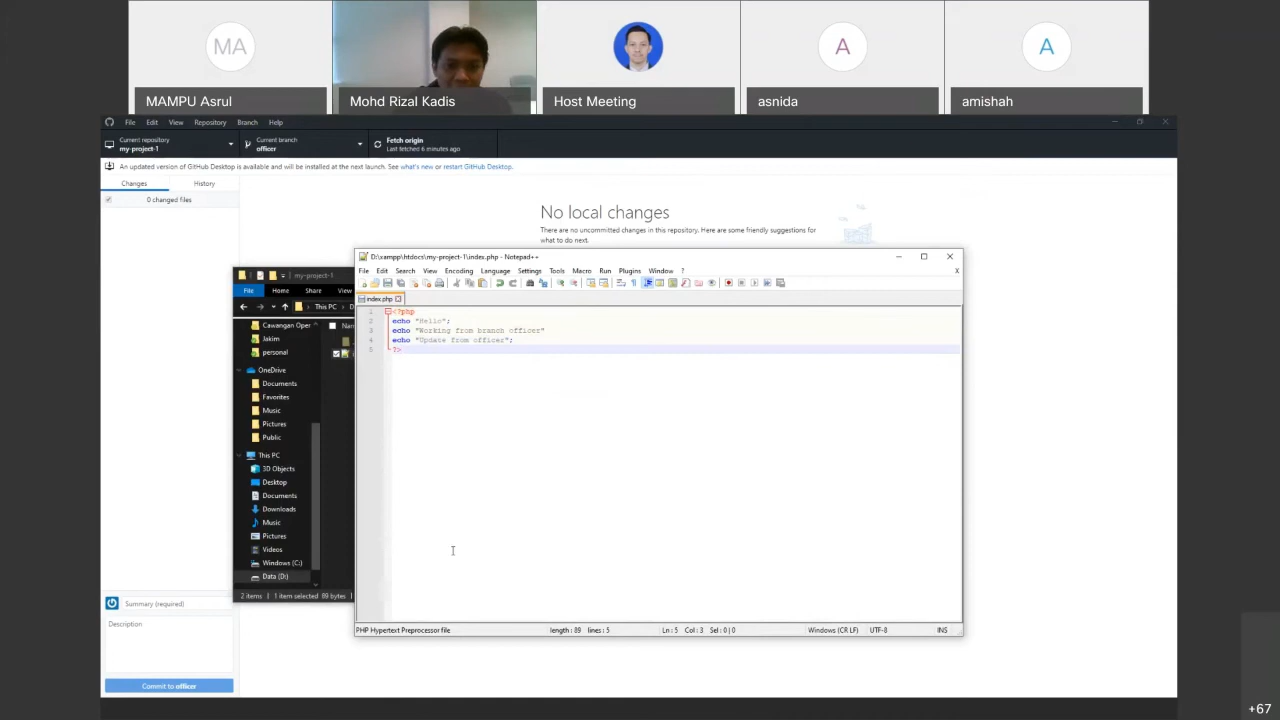 MA
A
A
MAMPU Asrul
Mohd Rizal Kadis
Host Meeting
asnida
amishah
File Edit View Repository Branch Help
Current repository
my-project-1
Current branch
officer
Fetch origin
Last fetched 6 minutes ago
An updated version of GitHub Desktop is available and will be installed at the next launch. See what's new or restart GitHub Desktop.
Changes
History
0 changed files
No local changes
There are no uncommitted changes in this repository. Here are some friendly suggestions for
what to do next.
my-project-1
File Home Share View
This PC
Cawangan Oper
Jakim
personal
OneDrive
Documents
Favorites
Music
Pictures
Public
This PC
3D Objects
Desktop
Documents
Downloads
Music
Pictures
Videos
Windows (C:)
Data (D:)
2 items 1 item selected 89 bytes
D:\xampp\htdocs\my-project-1\index.php - Notepad++
File Edit Search View Encoding Language Settings Tools Macro Run Plugins Window ?
X
index.php
1 <?php
2 echo "Hello";
3 echo "Working from branch officer"
4 echo "Update from officer";
5 ?>
PHP Hypertext Preprocessor file
length : 89 lines : 5
Ln : 5 Col : 3 Sel : 0 | 0
Windows (CR LF)
UTF-8
INS
Summary (required)
Description
Commit to officer
+67